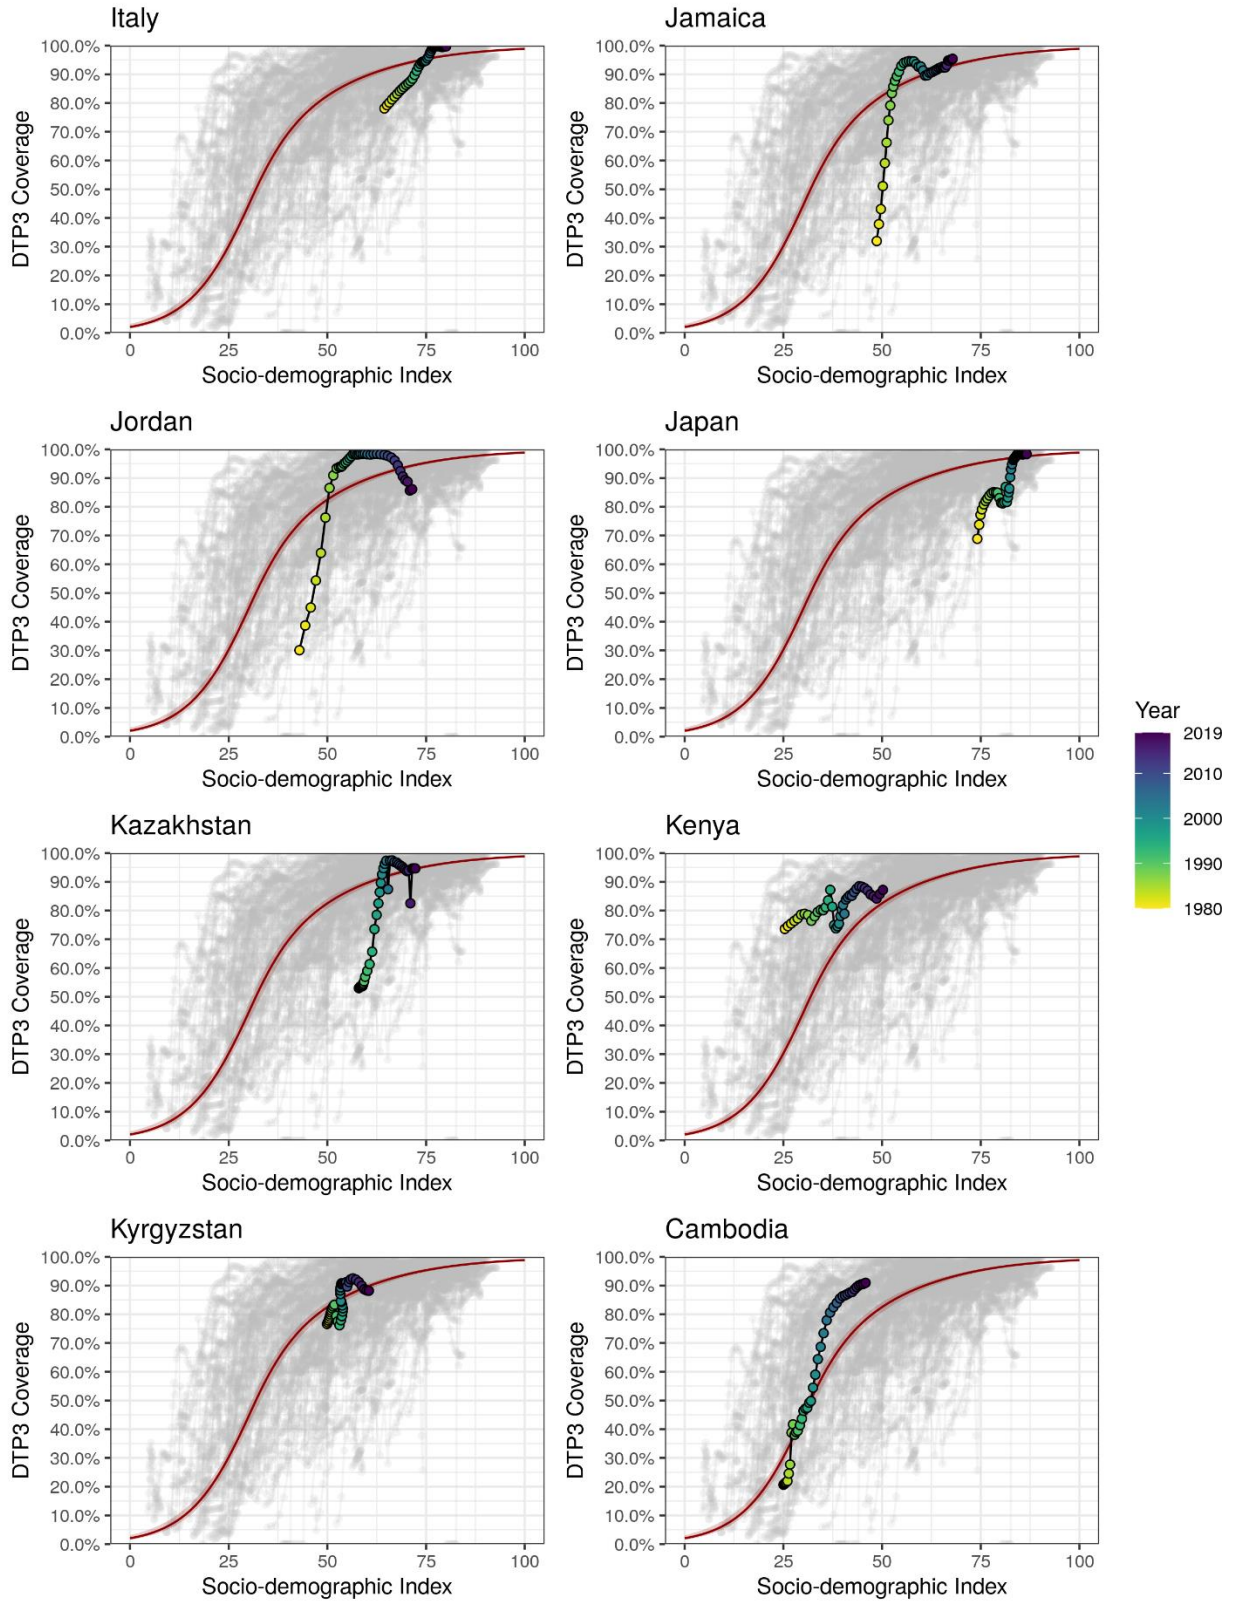 Italy
100.0%
90.0%
80.0%
70.0%
60.0%
50.0%
40.0%
30.0%
20.0%
10.0%
0.0%
DTP3 Coverage
0 25 50 75 100
Socio-demographic Index
Jamaica
100.0%
90.0%
80.0%
70.0%
60.0%
50.0%
40.0%
30.0%
20.0%
10.0%
0.0%
DTP3 Coverage
0 25 50 75 100
Socio-demographic Index
Jordan
100.0%
90.0%
80.0%
70.0%
60.0%
50.0%
40.0%
30.0%
20.0%
10.0%
0.0%
DTP3 Coverage
0 25 50 75 100
Socio-demographic Index
Japan
100.0%
90.0%
80.0%
70.0%
60.0%
50.0%
40.0%
30.0%
20.0%
10.0%
0.0%
DTP3 Coverage
0 25 50 75 100
Socio-demographic Index
Kazakhstan
100.0%
90.0%
80.0%
70.0%
60.0%
50.0%
40.0%
30.0%
20.0%
10.0%
0.0%
DTP3 Coverage
0 25 50 75 100
Socio-demographic Index
Kenya
100.0%
90.0%
80.0%
70.0%
60.0%
50.0%
40.0%
30.0%
20.0%
10.0%
0.0%
DTP3 Coverage
0 25 50 75 100
Socio-demographic Index
Kyrgyzstan
100.0%
90.0%
80.0%
70.0%
60.0%
50.0%
40.0%
30.0%
20.0%
10.0%
0.0%
DTP3 Coverage
0 25 50 75 100
Socio-demographic Index
Cambodia
100.0%
90.0%
80.0%
70.0%
60.0%
50.0%
40.0%
30.0%
20.0%
10.0%
0.0%
DTP3 Coverage
0 25 50 75 100
Socio-demographic Index
Year
2019
2010
2000
1990
1980